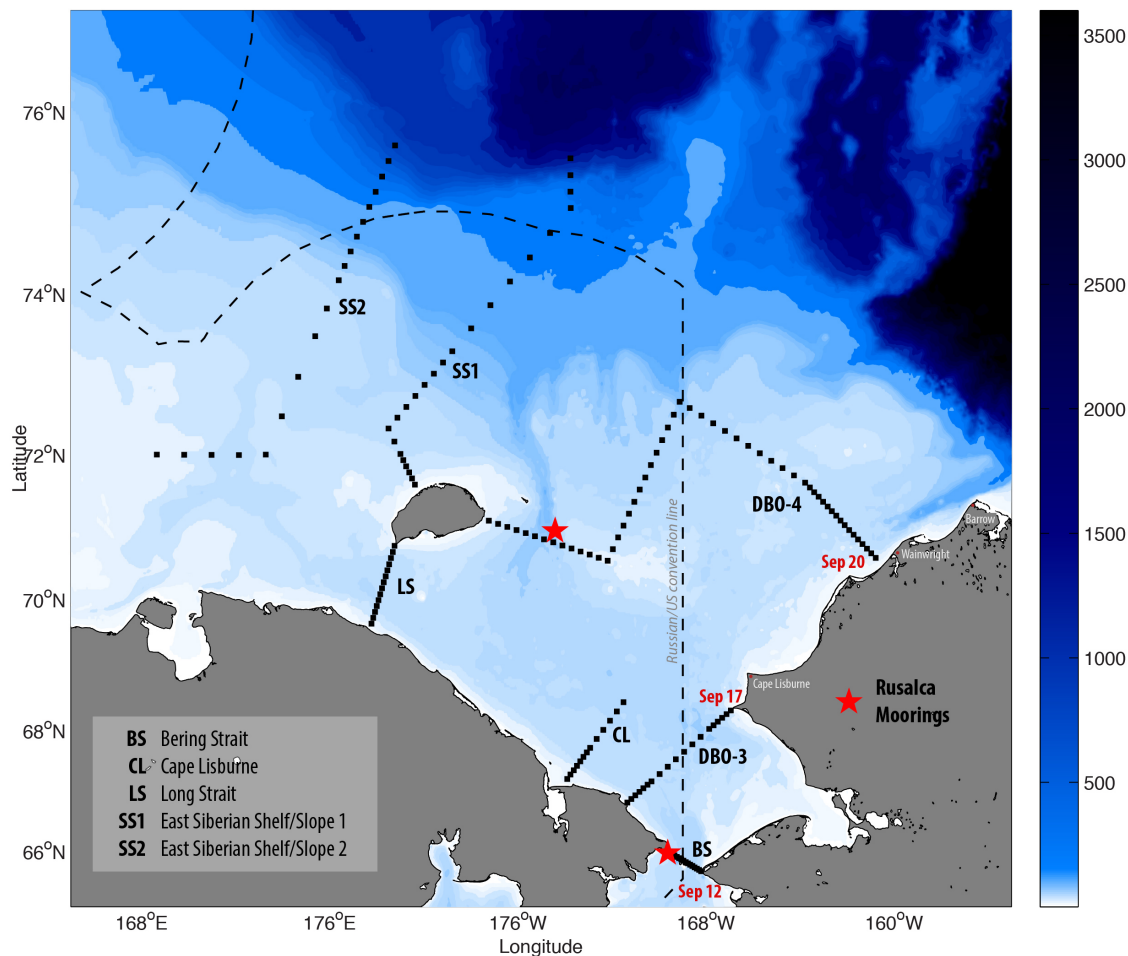 3500
3000
2500
2000
1500
1000
500
76°N
74°N
72°N
70°N
68°N
66°N
Latitude
SS2
SS1
DBO-4
Barrow
Wainwright
Sep 20
LS
Russian/US convention line
Cape Lisburne
Sep 17
Rusalca
Moorings
CL
DBO-3
BS
Sep 12
BS Bering Strait
CL Cape Lisburne
LS Long Strait
SS1 East Siberian Shelf/Slope 1
SS2 East Siberian Shelf/Slope 2
168°E
176°E
176°W
168°W
160°W
Longitude